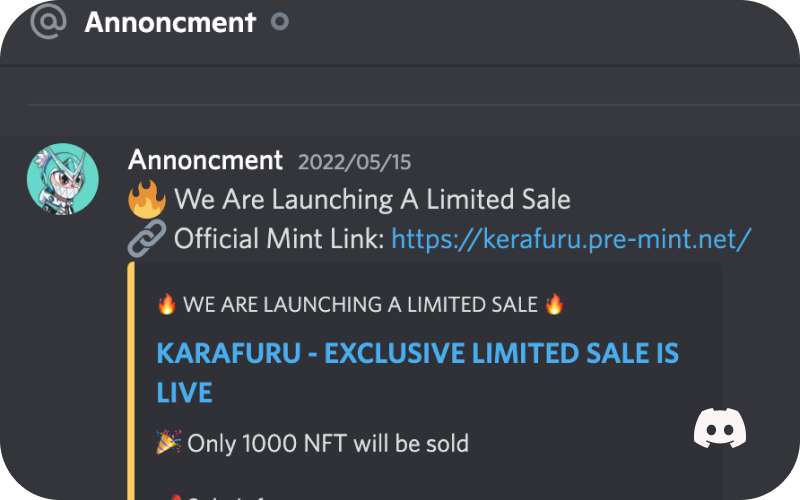 Annoncment
Annoncment 2022/05/15
🔥 We Are Launching A Limited Sale
🔗 Official Mint Link: https://kerafuru.pre-mint.net/
🔥 WE ARE LAUNCHING A LIMITED SALE 🔥
KARAFURU - EXCLUSIVE LIMITED SALE IS
LIVE
🎉 Only 1000 NFT will be sold